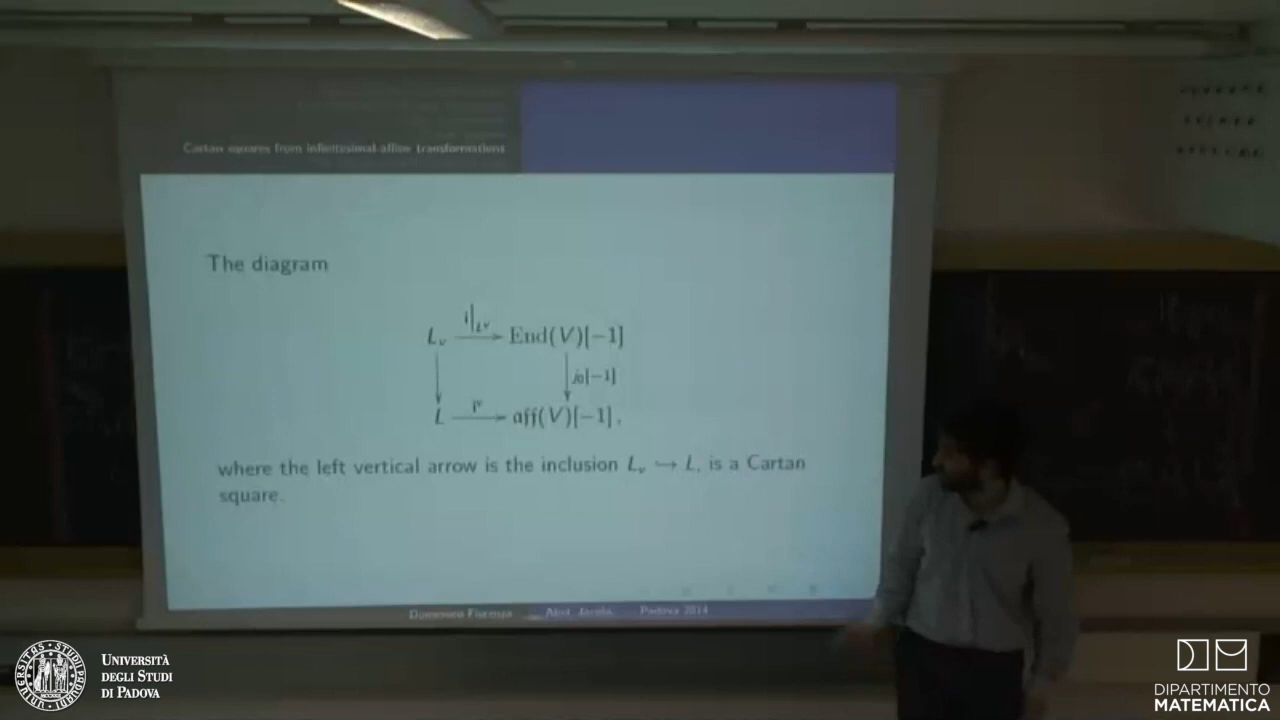 Cartan squares from infinitesimal affine transformations
The diagram
L_v i|_{L_v} End(V)[−1]
j_0[−1]
L i^v aff(V)[−1],
where the left vertical arrow is the inclusion L_v ↪ L, is a Cartan
square.
Domenico Fiorenza Abel Jacobi Padova 2014
UNIVERSITÀ
DEGLI STUDI
DI PADOVA
DIPARTIMENTO
MATEMATICA